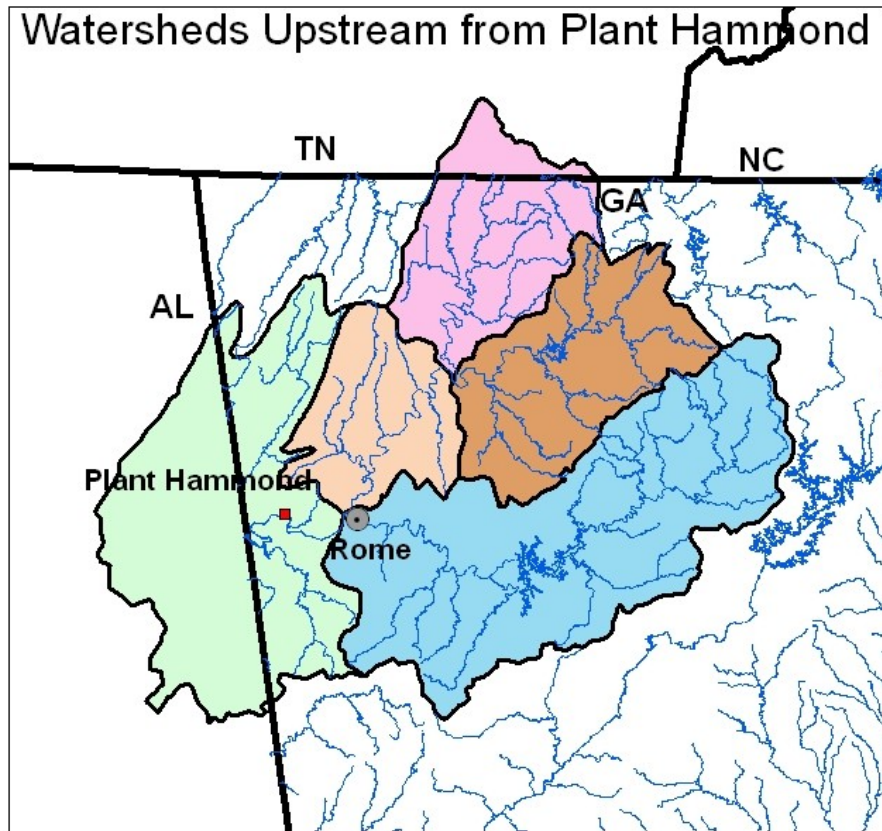 Watersheds Upstream from Plant Hammond
TN
NC
GA
AL
Plant Hammond
Rome